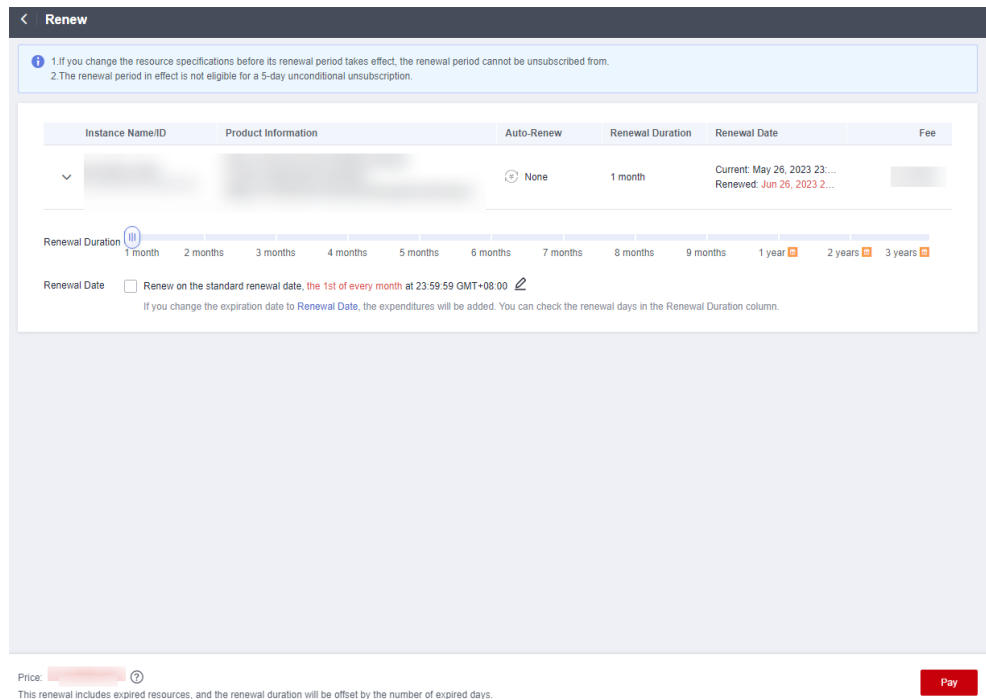 Renew
1.If you change the resource specifications before its renewal period takes effect, the renewal period cannot be unsubscribed from.
2.The renewal period in effect is not eligible for a 5-day unconditional unsubscription.
Instance Name/ID Product Information Auto-Renew Renewal Duration Renewal Date Fee
None 1 month Current: May 26, 2023 23:...
Renewed: Jun 26, 2023 2...
Renewal Duration
1 month 2 months 3 months 4 months 5 months 6 months 7 months 8 months 9 months 1 year 2 years 3 years
Renewal Date Renew on the standard renewal date, the 1st of every month at 23:59:59 GMT+08:00
If you change the expiration date to Renewal Date, the expenditures will be added. You can check the renewal days in the Renewal Duration column.
Price:
Pay
This renewal includes expired resources, and the renewal duration will be offset by the number of expired days.